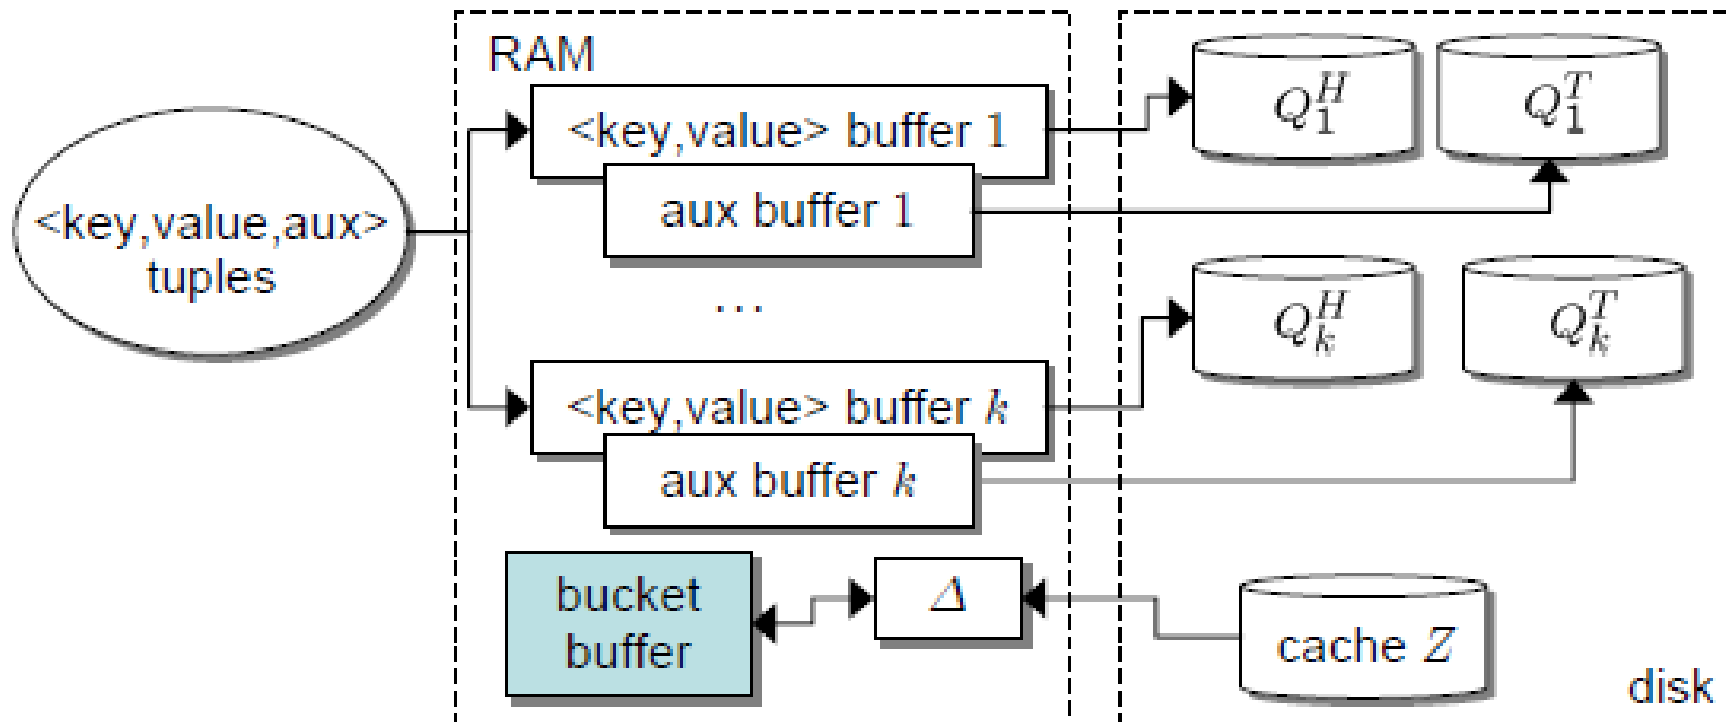 RAM
<key,value,aux>
tuples
<key,value> buffer 1
aux buffer 1
...
<key,value> buffer k
aux buffer k
bucket
buffer
Δ
Q_1^H
Q_1^T
Q_k^H
Q_k^T
cache Z
disk